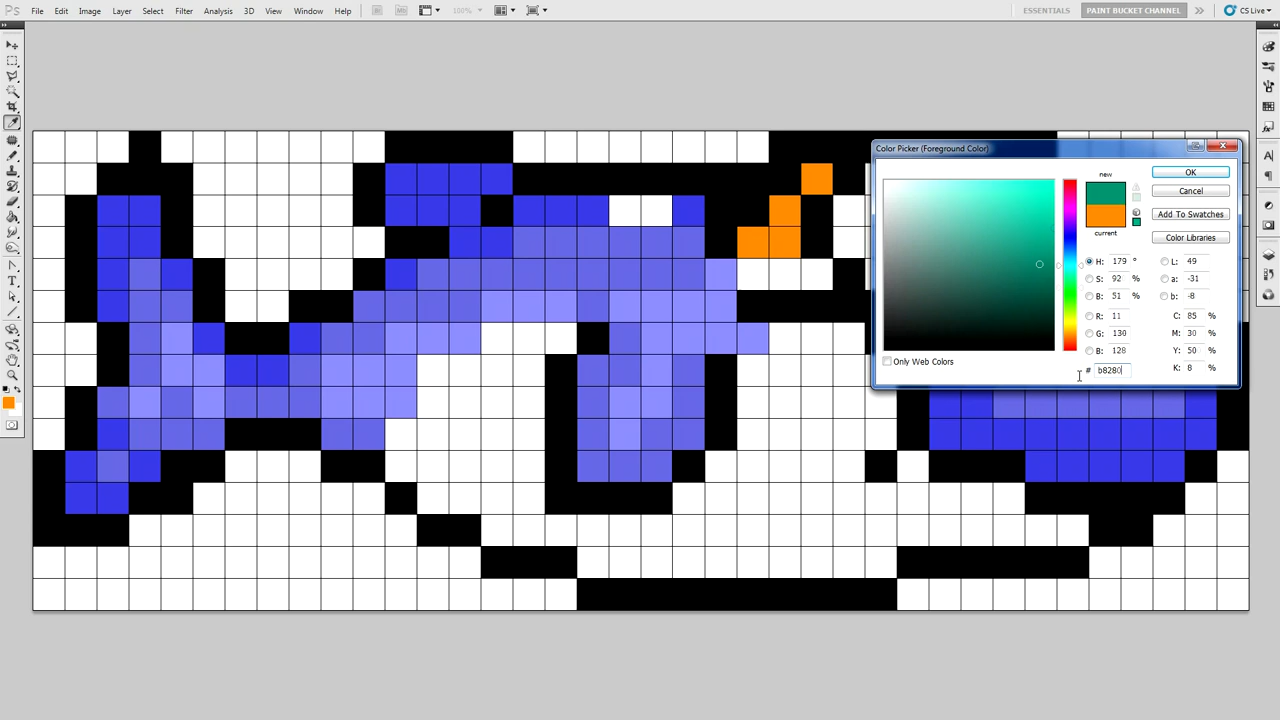 Ps File Edit Image Layer Select Filter Analysis 3D View Window Help 100% ESSENTIALS PAINT BUCKET CHANNEL CS Live
Color Picker (Foreground Color)
new
current
OK
Cancel
Add To Swatches
Color Libraries
H: 179 ° L: 49
S: 92 % a: -31
B: 51 % b: -8
R: 11 C: 85 %
G: 130 M: 30 %
B: 128 Y: 50 %
# b8280 K: 8 %
Only Web Colors